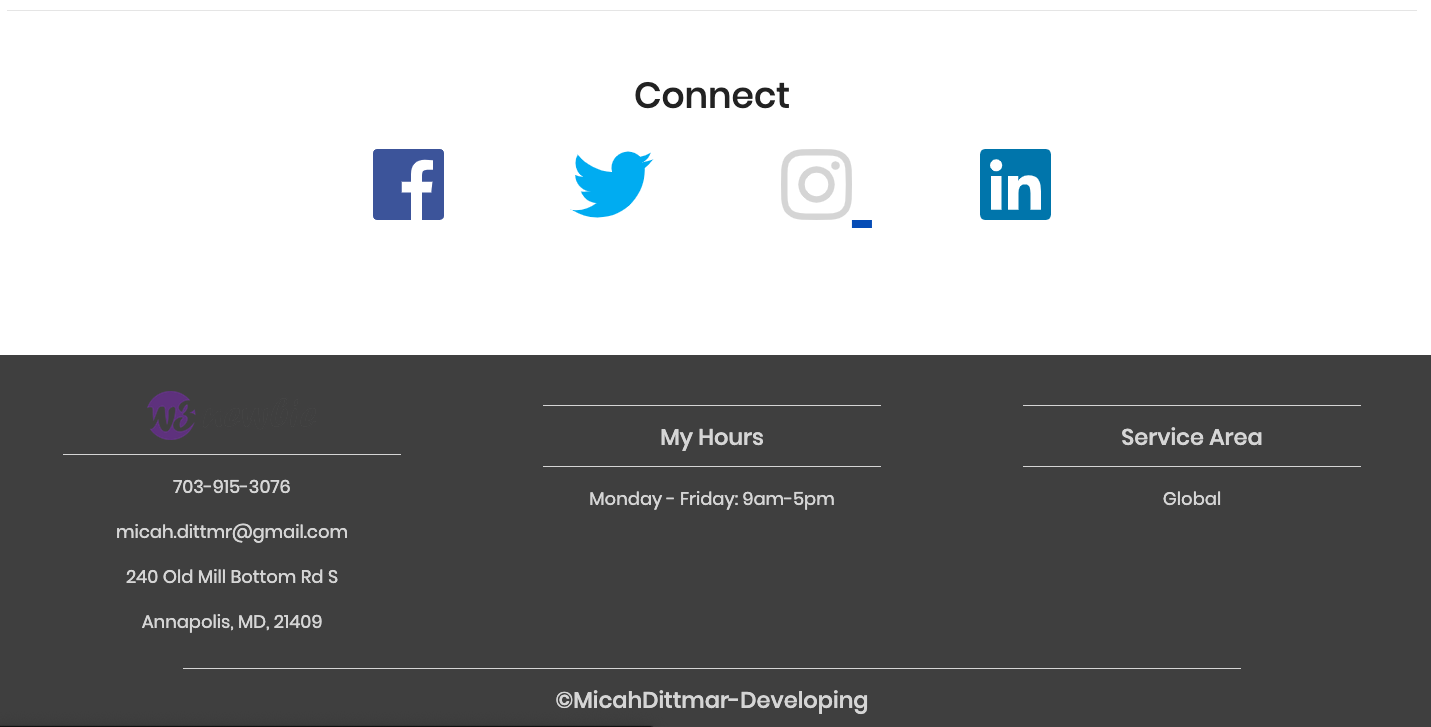 Connect
703-915-3076
micah.dittmr@gmail.com
240 Old Mill Bottom Rd S
Annapolis, MD, 21409
My Hours
Monday - Friday: 9am-5pm
Service Area
Global
©MicahDittmar-Developing